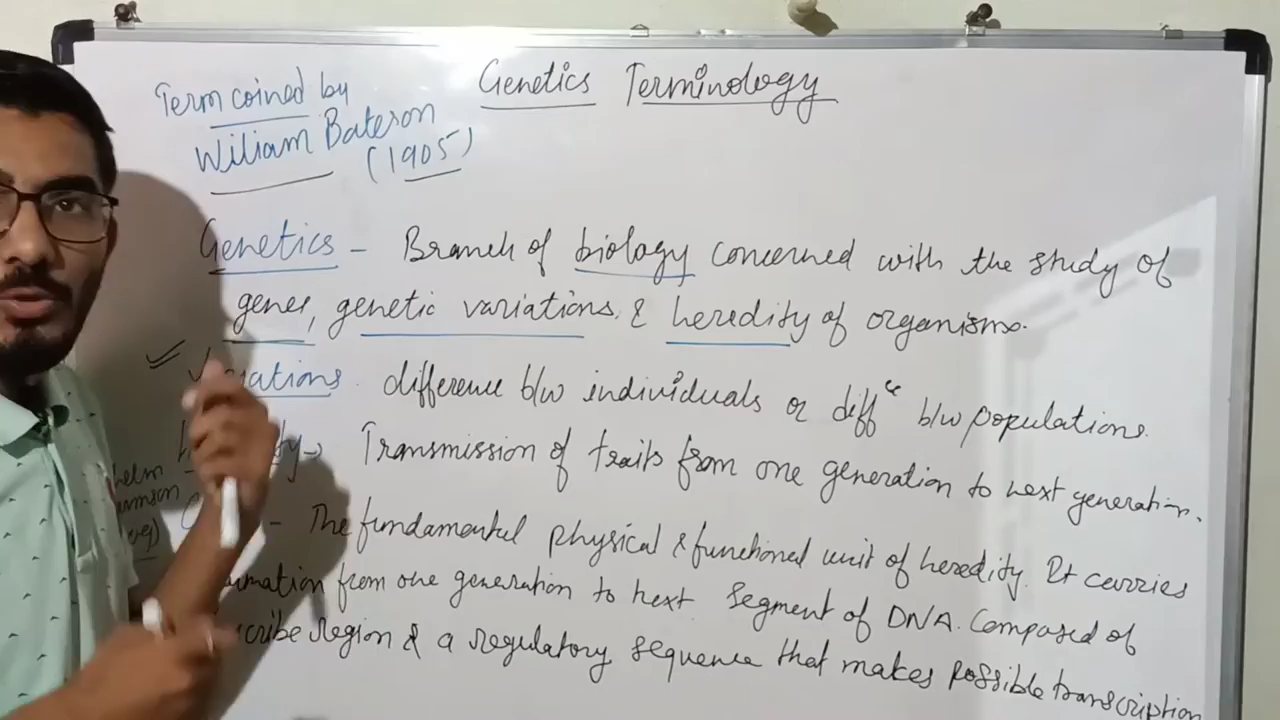 Genetics Terminology
Term coined by
Wiliam Bateson
(1905)
Genetics - Branch of biology concerned with the study of
genes, genetic variations & heredity of organisms.
difference b/w individuals or diff" b/w populations.
Transmission of traits from one generation to next generation.
- The fundamental physical & functional unit of heredity. It carries
from one generation to next. Segment of DNA. Composed of
region & a regulatory sequence that makes possible transcription